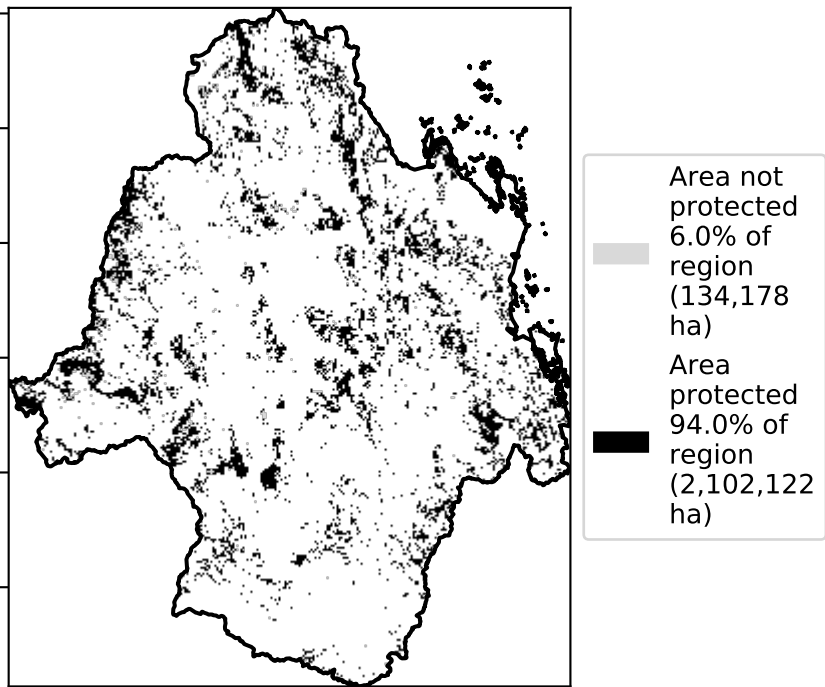 Area not
protected
6.0% of
region
(134,178
ha)
Area
protected
94.0% of
region
(2,102,122
ha)